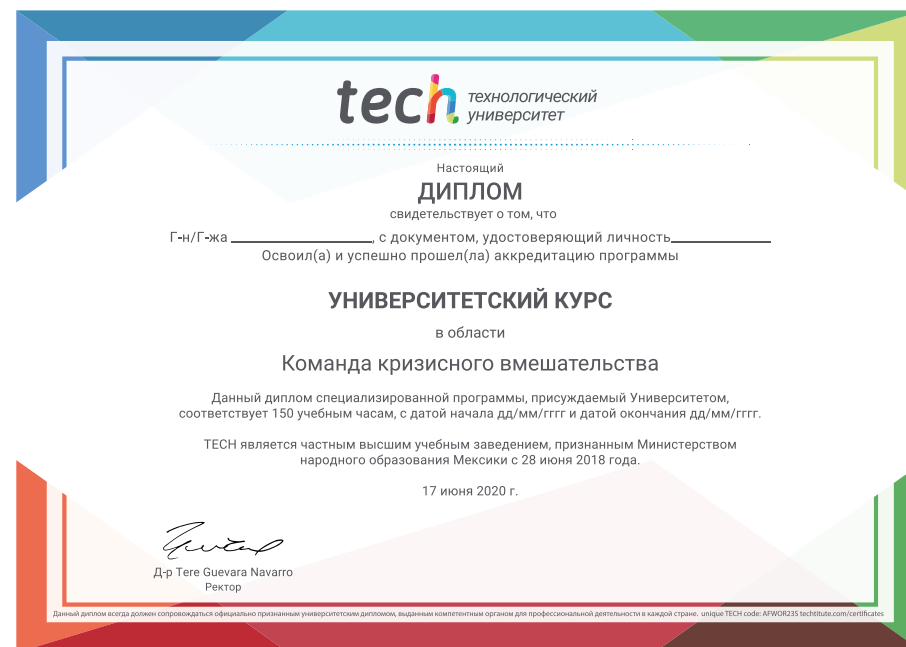 tech технологический
университет
Настоящий
ДИПЛОМ
свидетельствует о том, что
Г-н/Г-жа ____________________, с документом, удостоверяющий личность______________
Освоил(а) и успешно прошел(ла) аккредитацию программы
УНИВЕРСИТЕТСКИЙ КУРС
в области
Команда кризисного вмешательства
Данный диплом специализированной программы, присуждаемый Университетом,
соответствует 150 учебным часам, с датой начала дд/мм/гггг и датой окончания дд/мм/гггг.
TECH является частным высшим учебным заведением, признанным Министерством
народного образования Мексики с 28 июня 2018 года.
17 июня 2020 г.
Д-р Tere Guevara Navarro
Ректор
Данный диплом всегда должен сопровождаться официально признанным университетским дипломом, выданным компетентным органом для профессиональной деятельности в каждой стране. unique TECH code: AFWOR23S techtitute.com/certificates